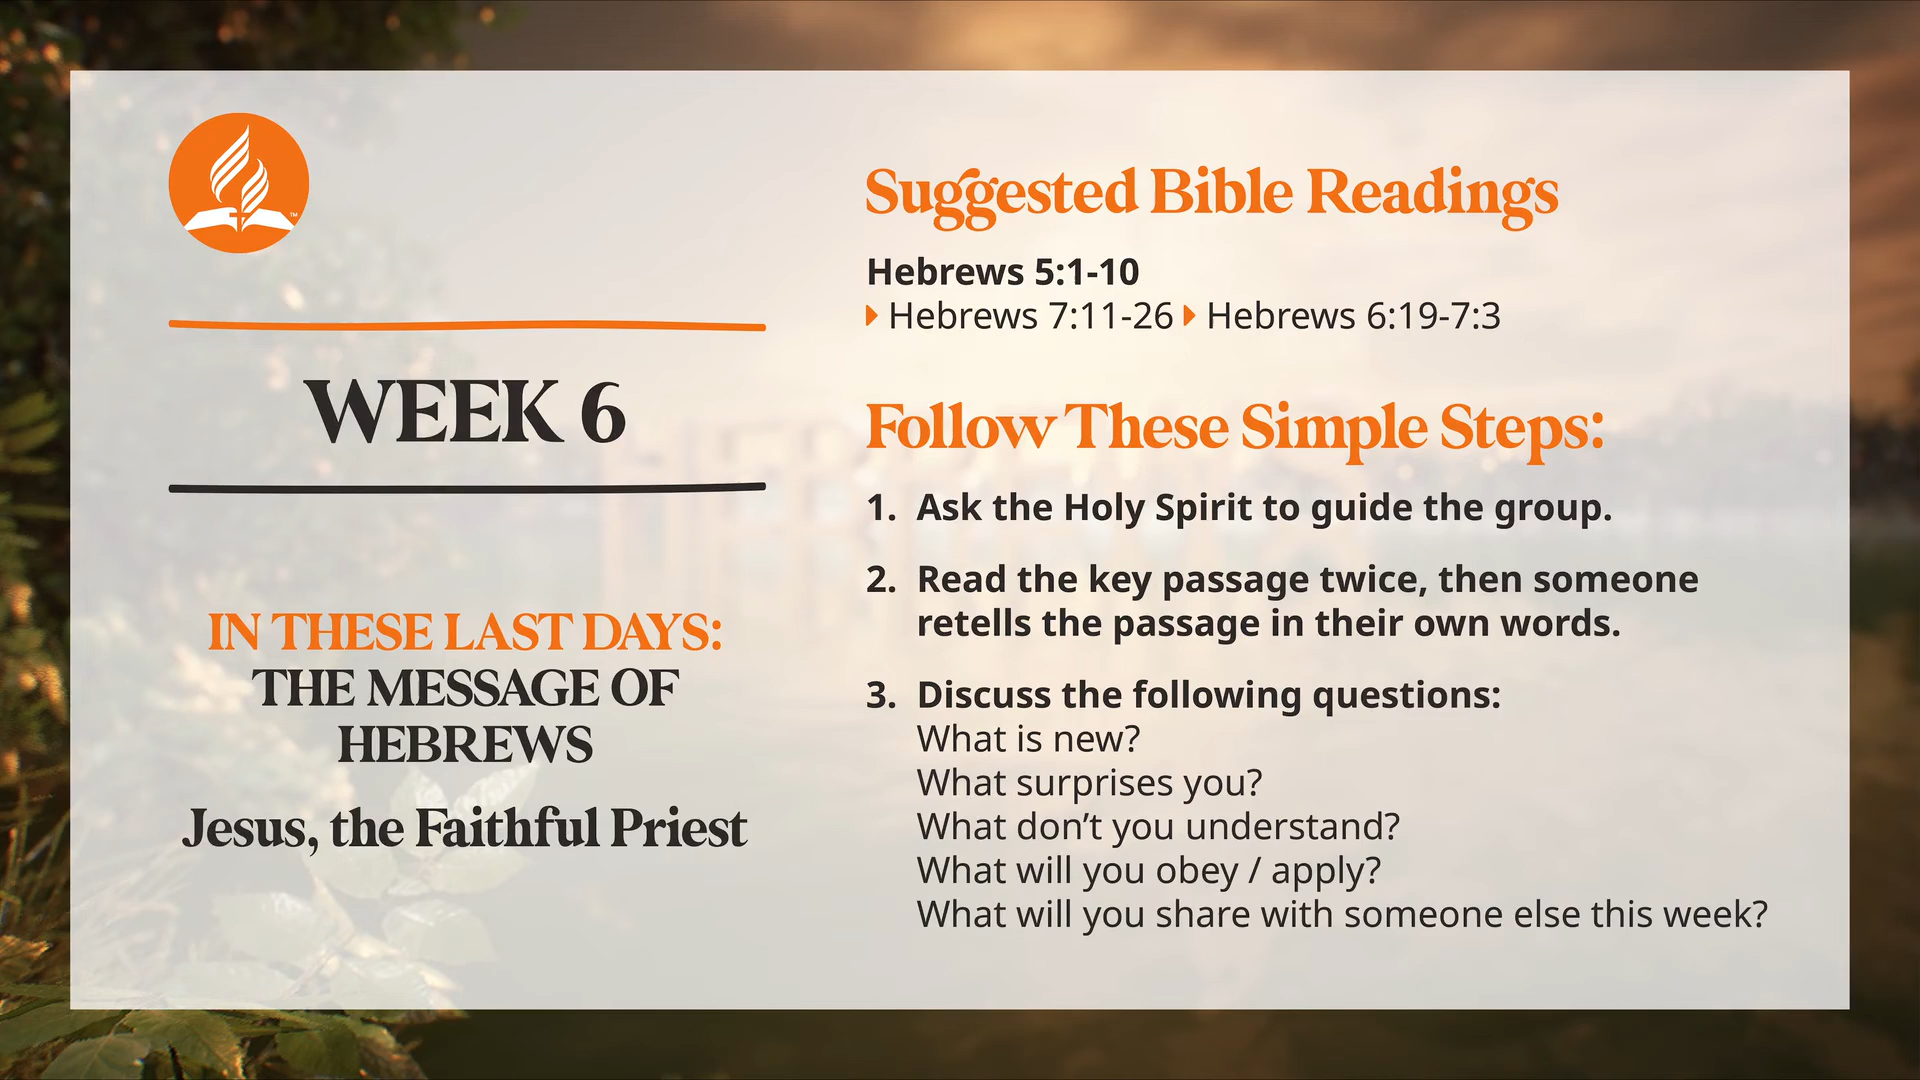 WEEK 6
IN THESE LAST DAYS:
THE MESSAGE OF
HEBREWS
Jesus, the Faithful Priest
Suggested Bible Readings
Hebrews 5:1-10
Hebrews 7:11-26 Hebrews 6:19-7:3
Follow These Simple Steps:
1. Ask the Holy Spirit to guide the group.
2. Read the key passage twice, then someone
retells the passage in their own words.
3. Discuss the following questions:
What is new?
What surprises you?
What don’t you understand?
What will you obey / apply?
What will you share with someone else this week?